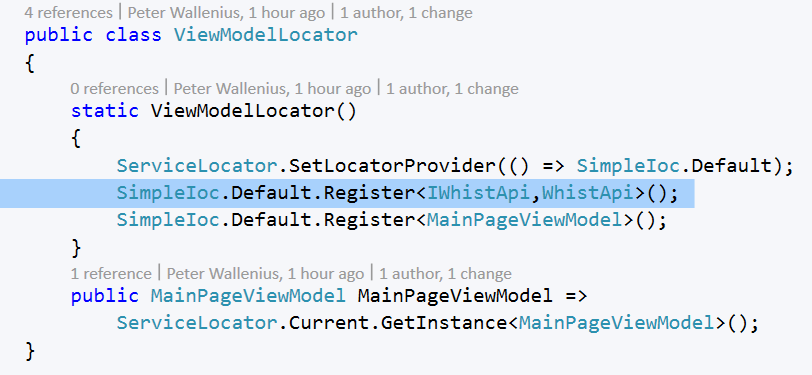 4 references | Peter Wallenius, 1 hour ago | 1 author, 1 change
public class ViewModelLocator
{
0 references | Peter Wallenius, 1 hour ago | 1 author, 1 change
static ViewModelLocator()
{
ServiceLocator.SetLocatorProvider(() => SimpleIoc.Default);
SimpleIoc.Default.Register<IWhistApi,WhistApi>();
SimpleIoc.Default.Register<MainPageViewModel>();
}
1 reference | Peter Wallenius, 1 hour ago | 1 author, 1 change
public MainPageViewModel MainPageViewModel =>
ServiceLocator.Current.GetInstance<MainPageViewModel>();
}